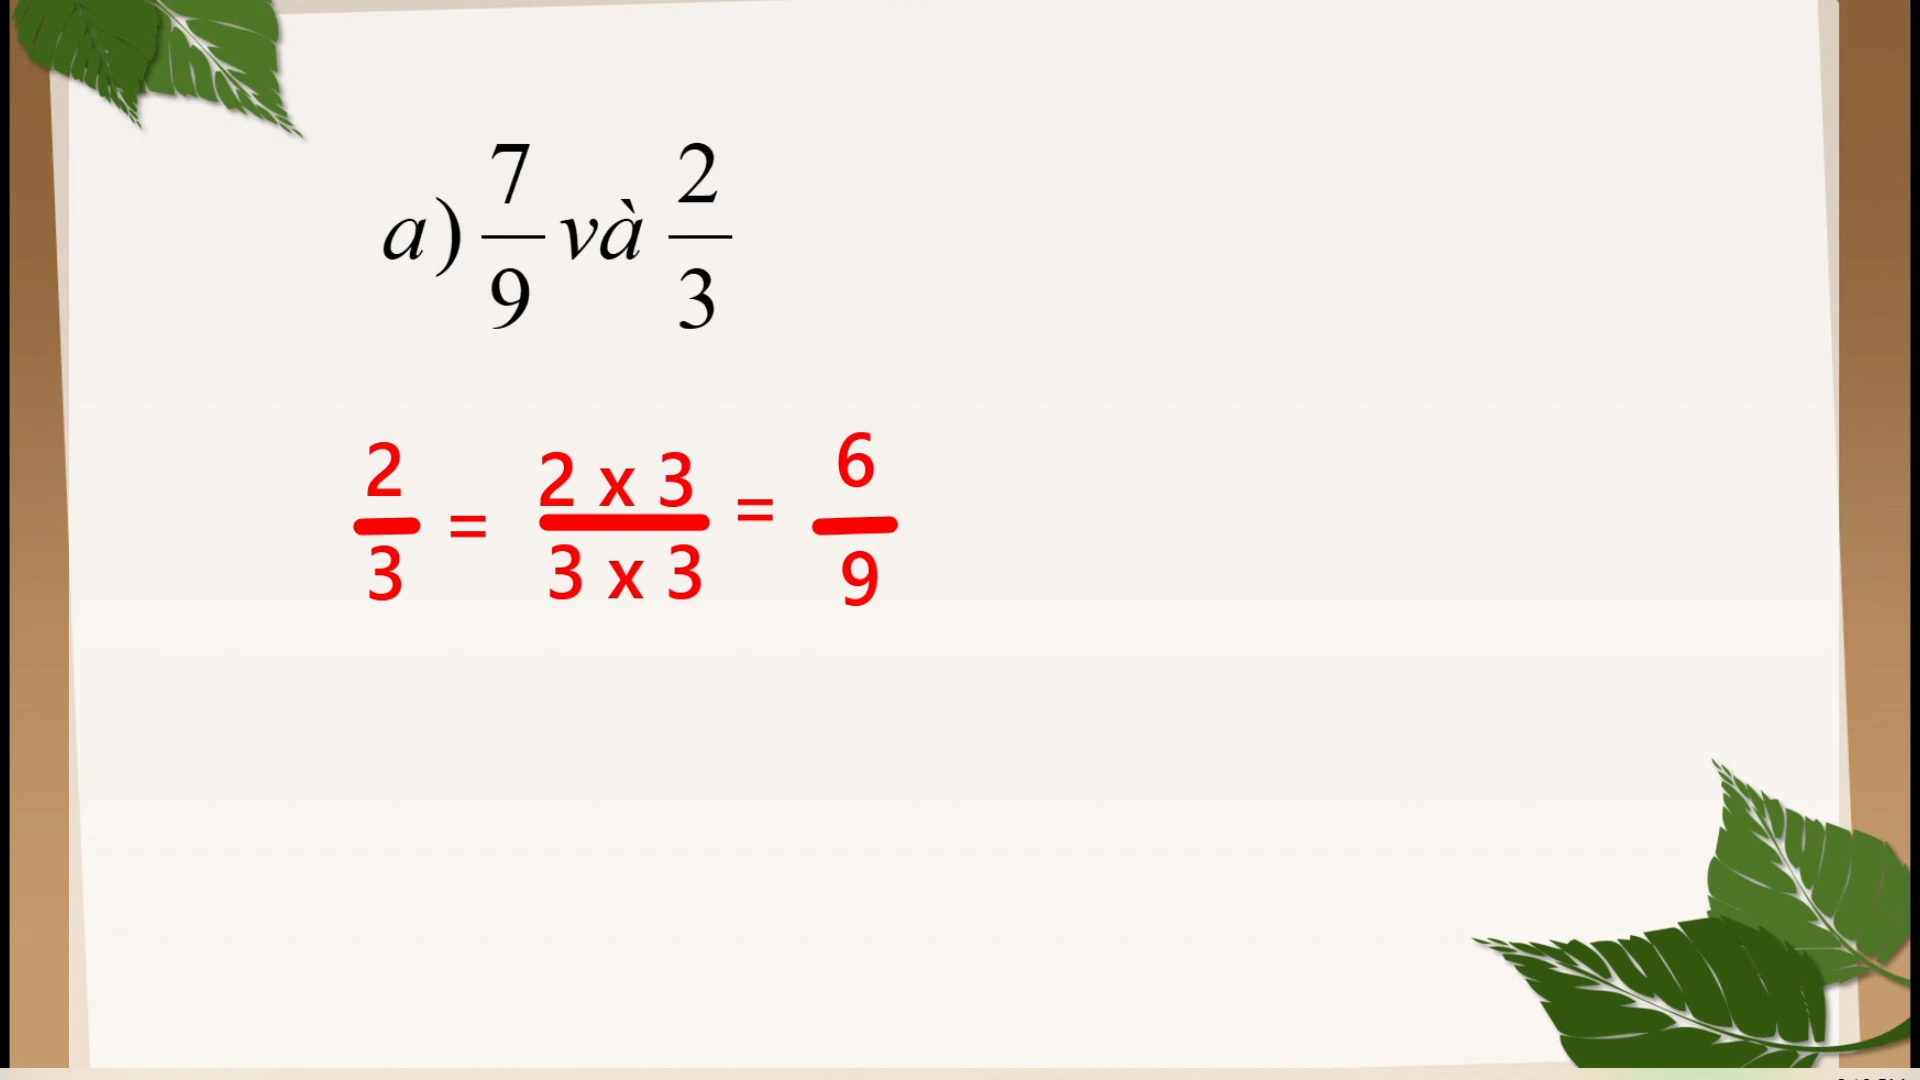 a) 7/9 và 2/3
2/3 = 2 x 3 / 3 x 3 = 6/9